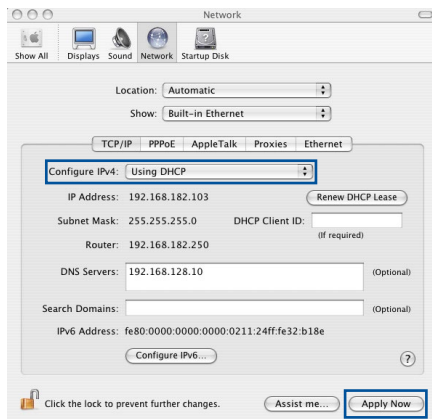 Network
Show All Displays Sound Network Startup Disk
Location: Automatic
Show: Built-in Ethernet
TCP/IP PPPoE AppleTalk Proxies Ethernet
Configure IPv4: Using DHCP
IP Address: 192.168.182.103 Renew DHCP Lease
Subnet Mask: 255.255.255.0 DHCP Client ID:
(If required)
Router: 192.168.182.250
DNS Servers: 192.168.128.10 (Optional)
Search Domains: (Optional)
IPv6 Address: fe80:0000:0000:0000:0211:24ff:fe32:b18e
Configure IPv6... ?
Click the lock to prevent further changes. Assist me... Apply Now